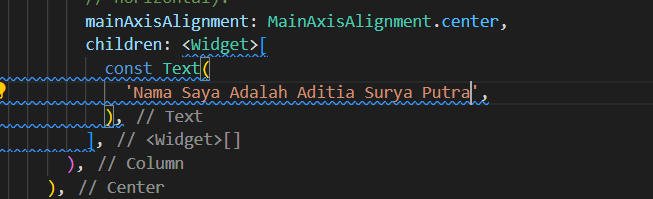 // horizontal).
mainAxisAlignment: MainAxisAlignment.center,
children: <Widget>[
const Text(
'Nama Saya Adalah Aditia Surya Putra',
), // Text
], // <Widget>[]
), // Column
), // Center